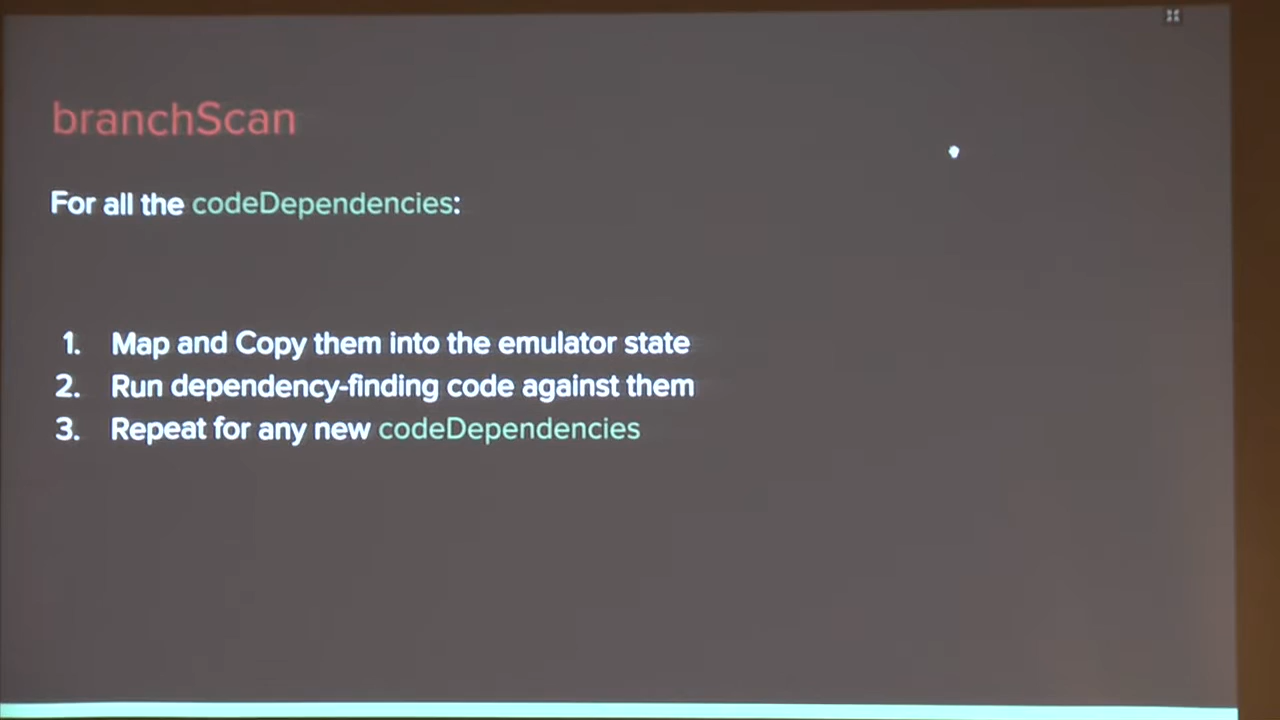 branchScan
For all the codeDependencies:
1. Map and Copy them into the emulator state
2. Run dependency-finding code against them
3. Repeat for any new codeDependencies